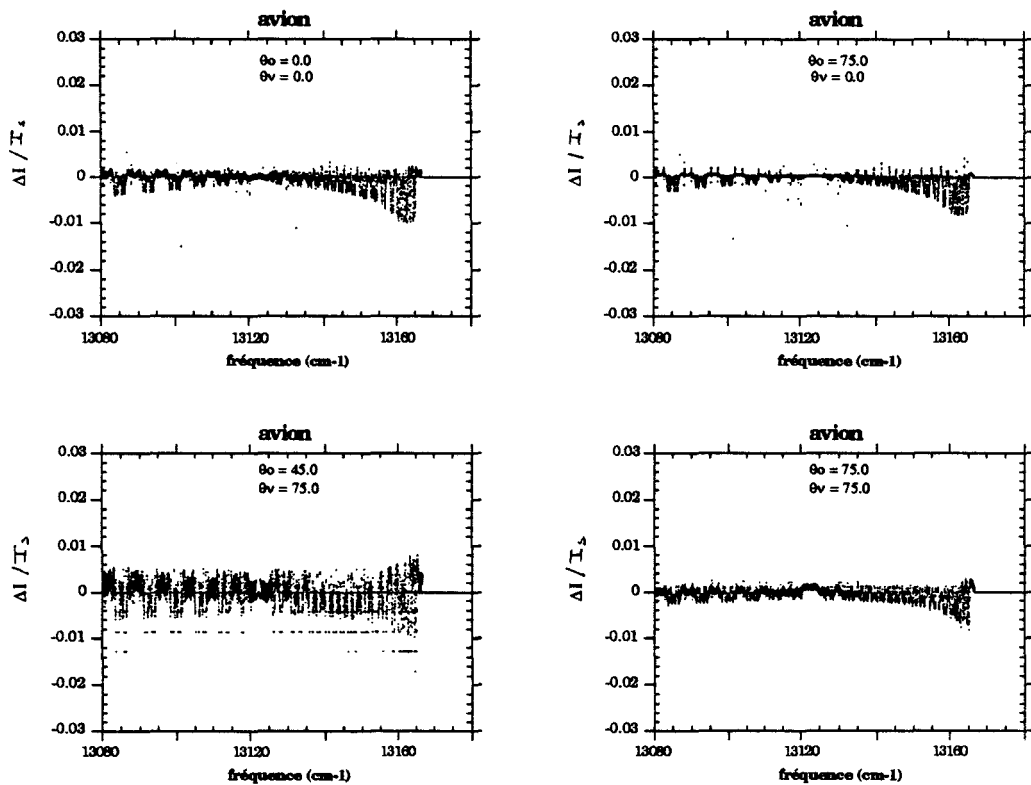 avion
θo = 0.0
θv = 0.0
0.03
0.02
0.01
0
-0.01
-0.02
-0.03
13080
13120
13160
fréquence (cm-1)
avion
θo = 75.0
θv = 0.0
0.03
0.02
0.01
0
-0.01
-0.02
-0.03
13080
13120
13160
fréquence (cm-1)
avion
θo = 45.0
θv = 75.0
0.03
0.02
0.01
0
-0.01
-0.02
-0.03
13080
13120
13160
fréquence (cm-1)
avion
θo = 75.0
θv = 75.0
0.03
0.02
0.01
0
-0.01
-0.02
-0.03
13080
13120
13160
fréquence (cm-1)